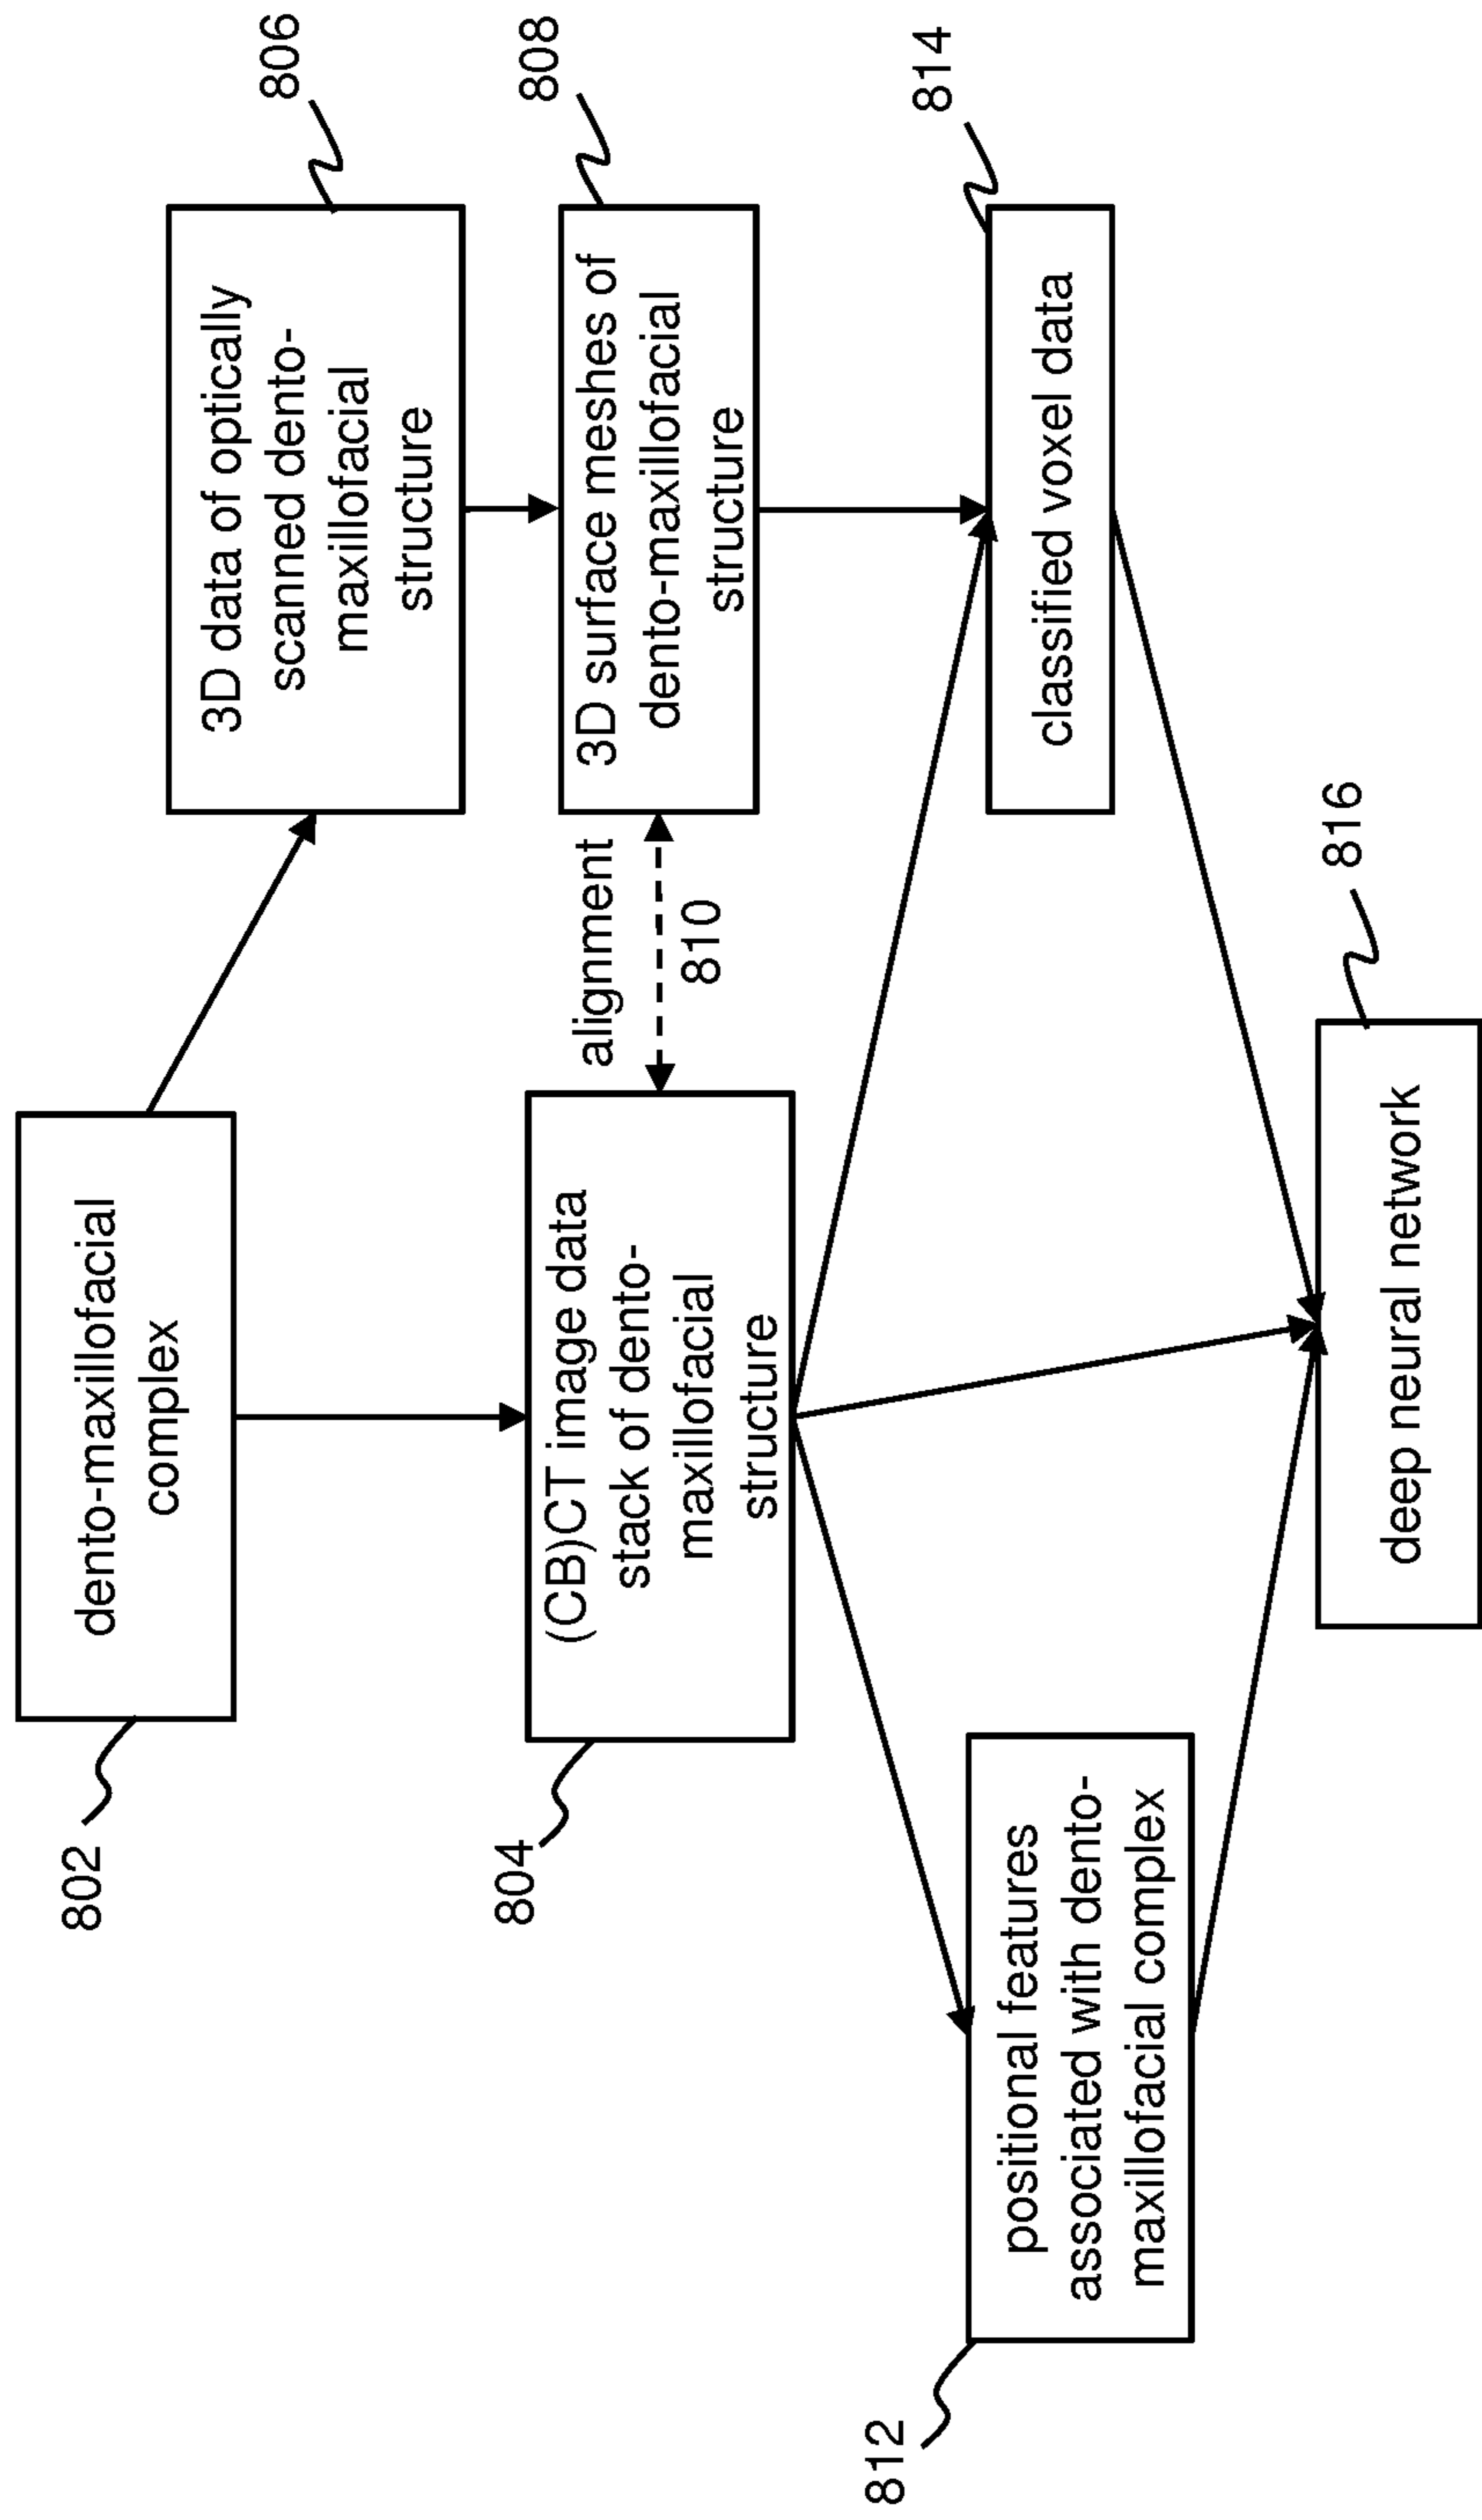 802
dento-maxillofacial
complex
806
3D data of optically
scanned dento-
maxillofacial
structure
804
(CB)CT image data
stack of dento-
maxillofacial
structure
alignment
810
808
3D surface meshes of
dento-maxillofacial
structure
812
positional features
associated with dento-
maxillofacial complex
814
classified voxel data
816
deep neural network